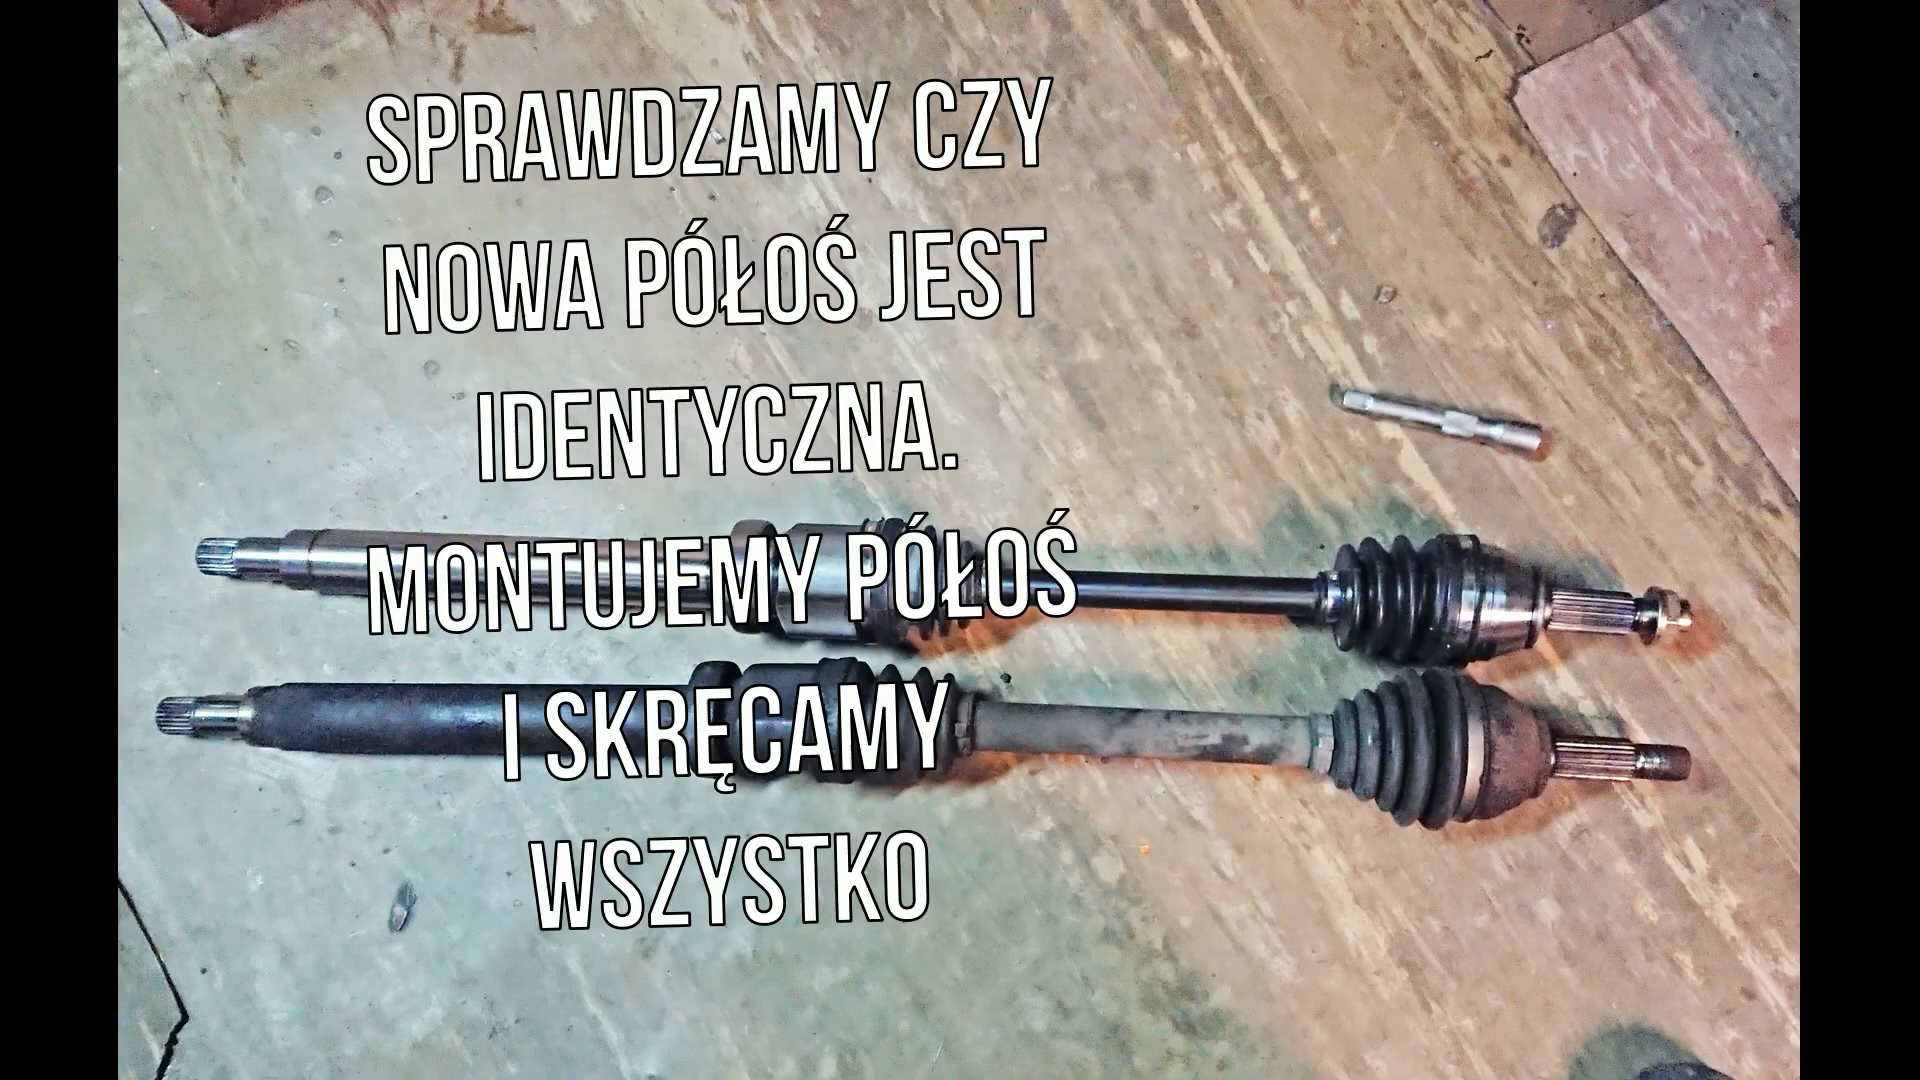 SPRAWDZAMY CZY
NOWA PÓŁOŚ JEST
IDENTYCZNA.
MONTUJEMY PÓŁOŚ
I SKRĘCAMY
WSZYSTKO